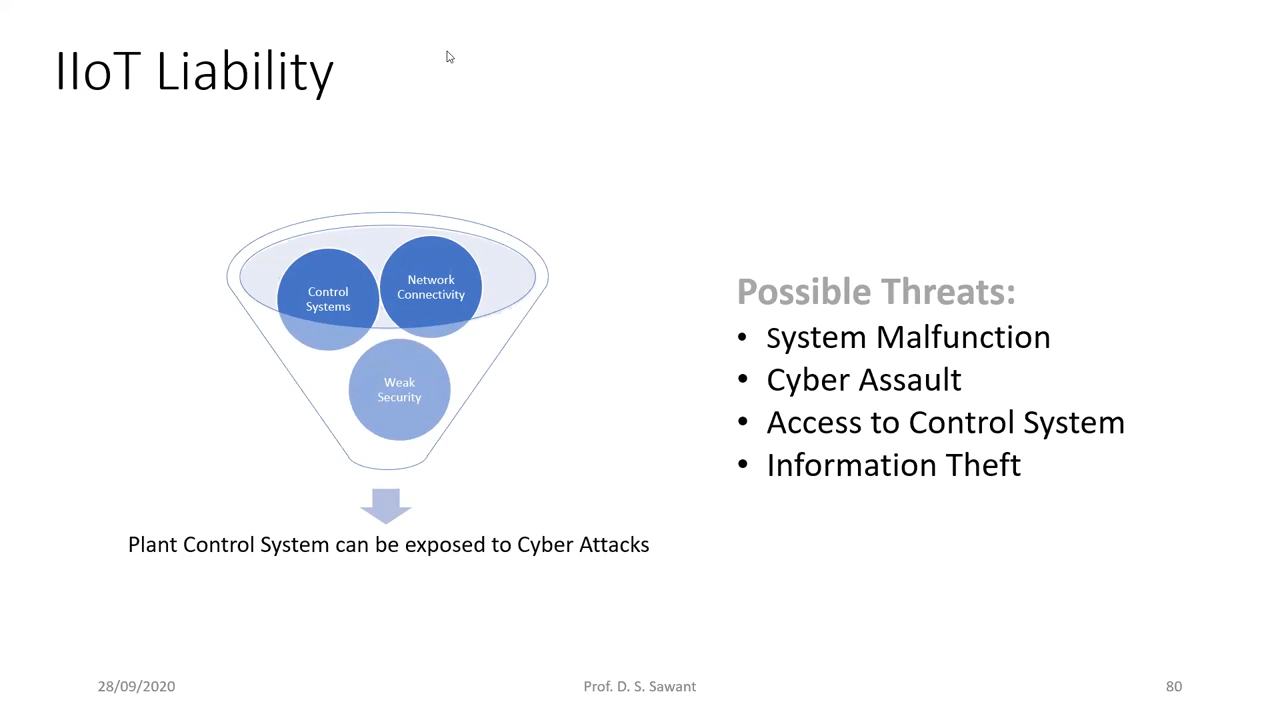 IIoT Liability
Control
Systems
Network
Connectivity
Weak
Security
Plant Control System can be exposed to Cyber Attacks
Possible Threats:
• System Malfunction
• Cyber Assault
• Access to Control System
• Information Theft
28/09/2020
Prof. D. S. Sawant
80